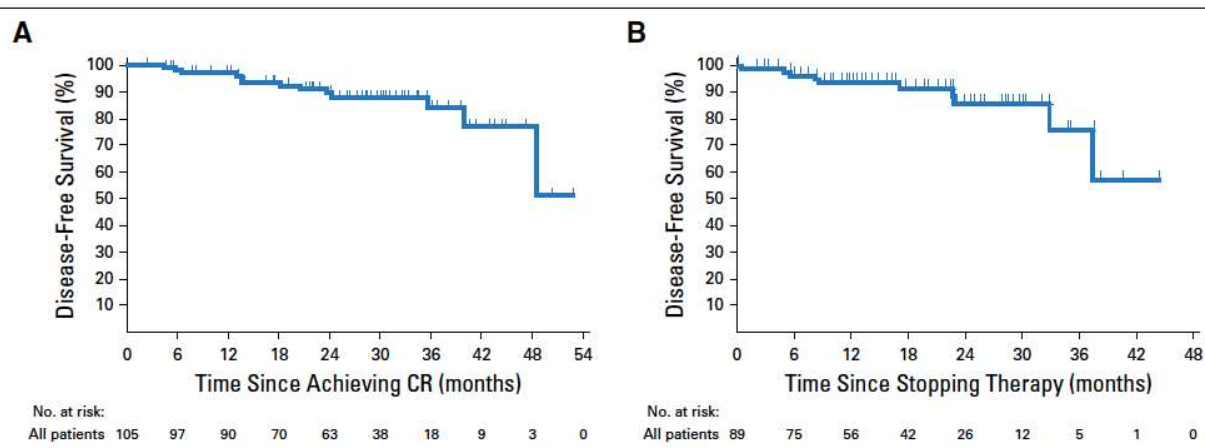 A
Disease-Free Survival (%)
100
90
80
70
60
50
40
30
20
10
0 6 12 18 24 30 36 42 48 54
Time Since Achieving CR (months)
No. at risk:
All patients 105 97 90 70 63 38 18 9 3 0
B
Disease-Free Survival (%)
100
90
80
70
60
50
40
30
20
10
0 6 12 18 24 30 36 42 48
Time Since Stopping Therapy (months)
No. at risk:
All patients 89 75 56 42 26 12 5 1 0